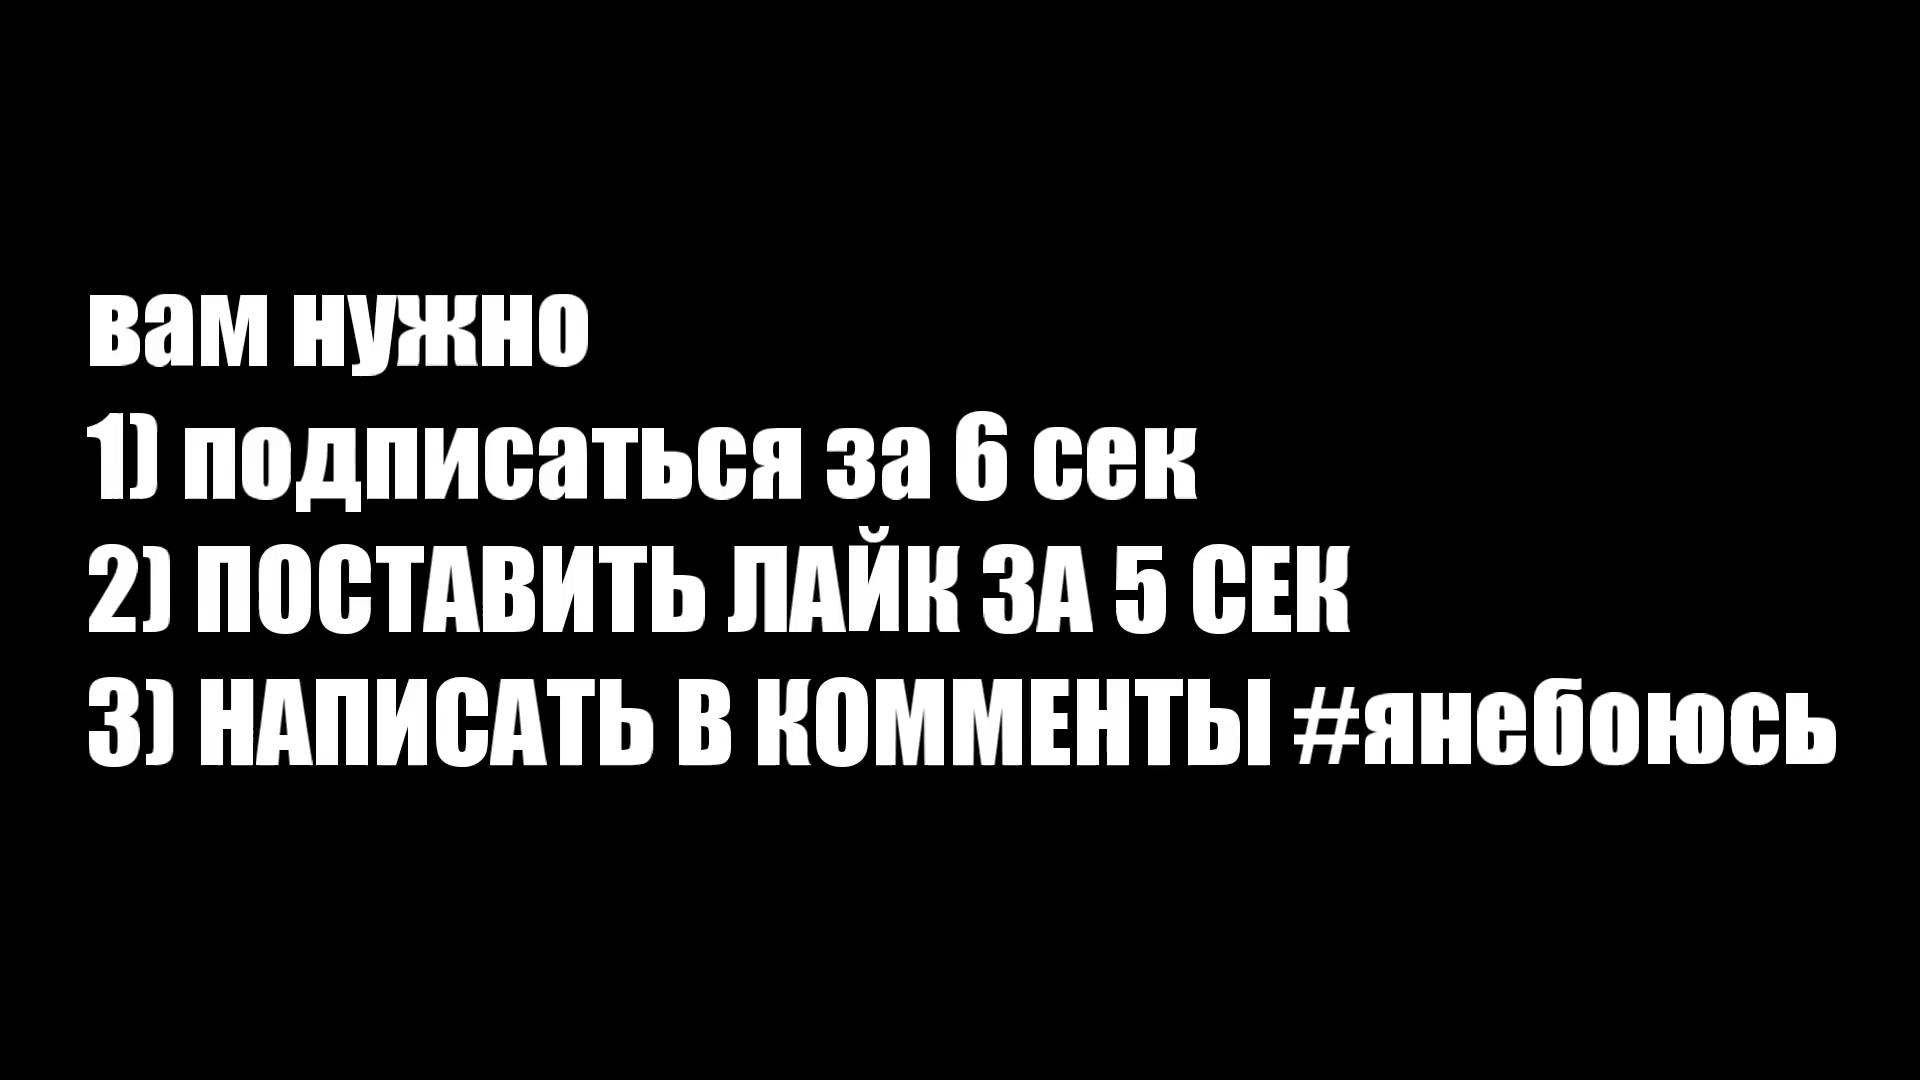 вам нужно
1) подписаться за 6 сек
2) ПОСТАВИТЬ ЛАЙК ЗА 5 СЕК
3) НАПИСАТЬ В КОММЕНТЫ #янебоюсь